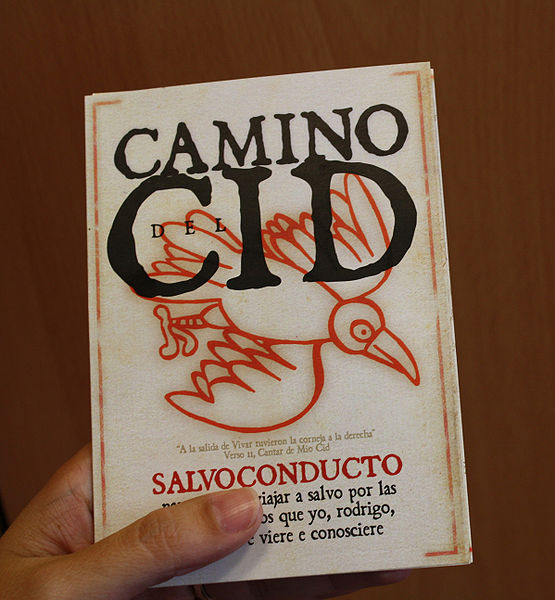 CAMINO
DEL
CID
“A la salida de Vivar tuvieron la corneja a la derecha”
Verso 11, Cantar de Mio Cid
SALVOCONDUCTO
viajar a salvo por las
que yo, rodrigo,
viere e conosciere